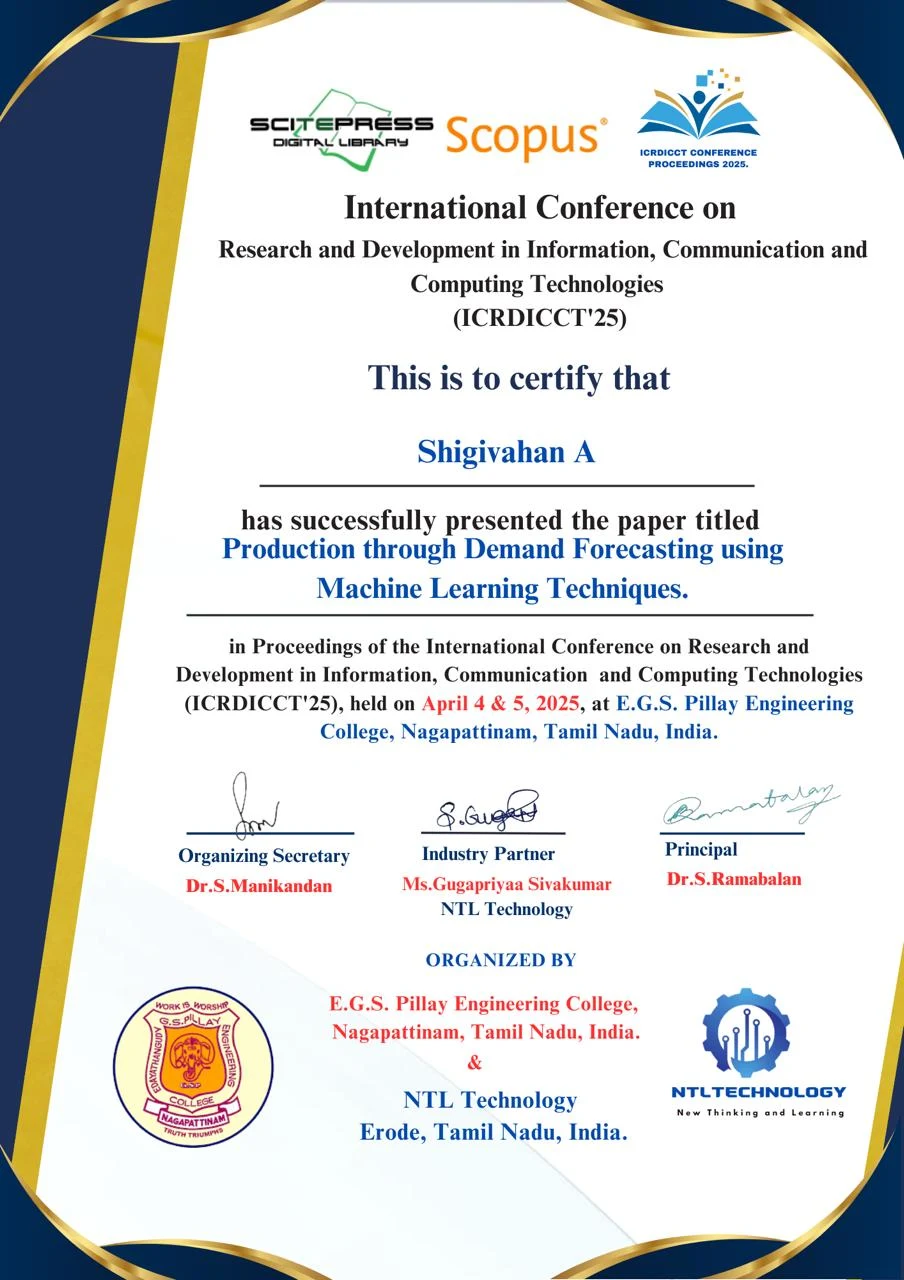 SCITEPRESS
DIGITAL LIBRARY
Scopus®
ICRDICCT CONFERENCE
PROCEEDINGS 2025.
International Conference on
Research and Development in Information, Communication and
Computing Technologies
(ICRDICCT'25)
This is to certify that
Shigivahan A
has successfully presented the paper titled
Production through Demand Forecasting using
Machine Learning Techniques.
in Proceedings of the International Conference on Research and
Development in Information, Communication and Computing Technologies
(ICRDICCT'25), held on April 4 & 5, 2025, at E.G.S. Pillay Engineering
College, Nagapattinam, Tamil Nadu, India.
S.Gugapri
Ramabalan
Organizing Secretary
Dr.S.Manikandan
Industry Partner
Ms.Gugapriyaa Sivakumar
NTL Technology
Principal
Dr.S.Ramabalan
ORGANIZED BY
E.G.S. Pillay Engineering College,
Nagapattinam, Tamil Nadu, India.
&
NTL Technology
Erode, Tamil Nadu, India.
WORK IS WORSHIP
G.S.PILLAY
EDAYATHANGUDY
ENGINEERING
COLLEGE
NAGAPATTINAM
TRUTH TRIUMPHS
NTLTECHNOLOGY
New Thinking and Learning